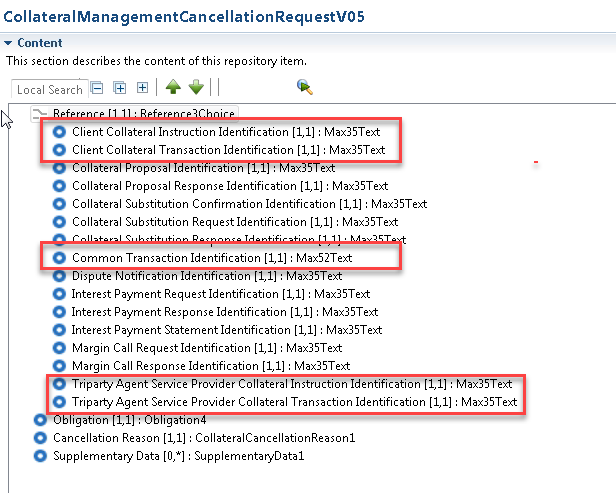 CollateralManagementCancellationRequestV05
Content
This section describes the content of this repository item.
Local Search
Reference [1,1] : Reference3Choice
Client Collateral Instruction Identification [1,1] : Max35Text
Client Collateral Transaction Identification [1,1] : Max35Text
Collateral Proposal Identification [1,1] : Max35Text
Collateral Proposal Response Identification [1,1] : Max35Text
Collateral Substitution Confirmation Identification [1,1] : Max35Text
Collateral Substitution Request Identification [1,1] : Max35Text
Collateral Substitution Response Identification [1,1] : Max35Text
Common Transaction Identification [1,1] : Max52Text
Dispute Notification Identification [1,1] : Max35Text
Interest Payment Request Identification [1,1] : Max35Text
Interest Payment Response Identification [1,1] : Max35Text
Interest Payment Statement Identification [1,1] : Max35Text
Margin Call Request Identification [1,1] : Max35Text
Margin Call Response Identification [1,1] : Max35Text
Triparty Agent Service Provider Collateral Instruction Identification [1,1] : Max35Text
Triparty Agent Service Provider Collateral Transaction Identification [1,1] : Max35Text
Obligation [1,1] : Obligation4
Cancellation Reason [1,1] : CollateralCancellationReason1
Supplementary Data [0,*] : SupplementaryData1